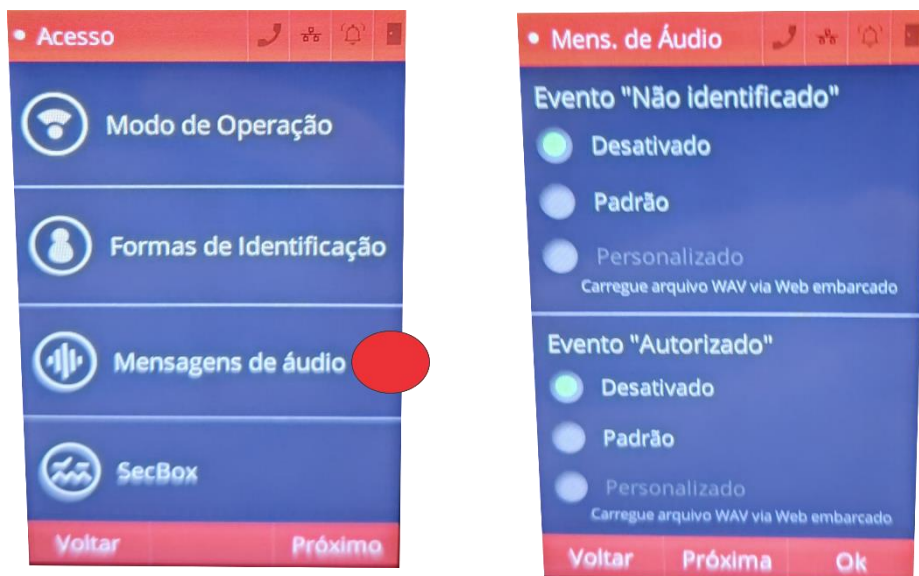 Acesso
Modo de Operação
Formas de Identificação
Mensagens de áudio
SecBox
Voltar Próximo
Mens. de Áudio
Evento "Não identificado"
Desativado
Padrão
Personalizado
Carregue arquivo WAV via Web embarcado
Evento "Autorizado"
Desativado
Padrão
Personalizado
Carregue arquivo WAV via Web embarcado
Voltar Próxima Ok